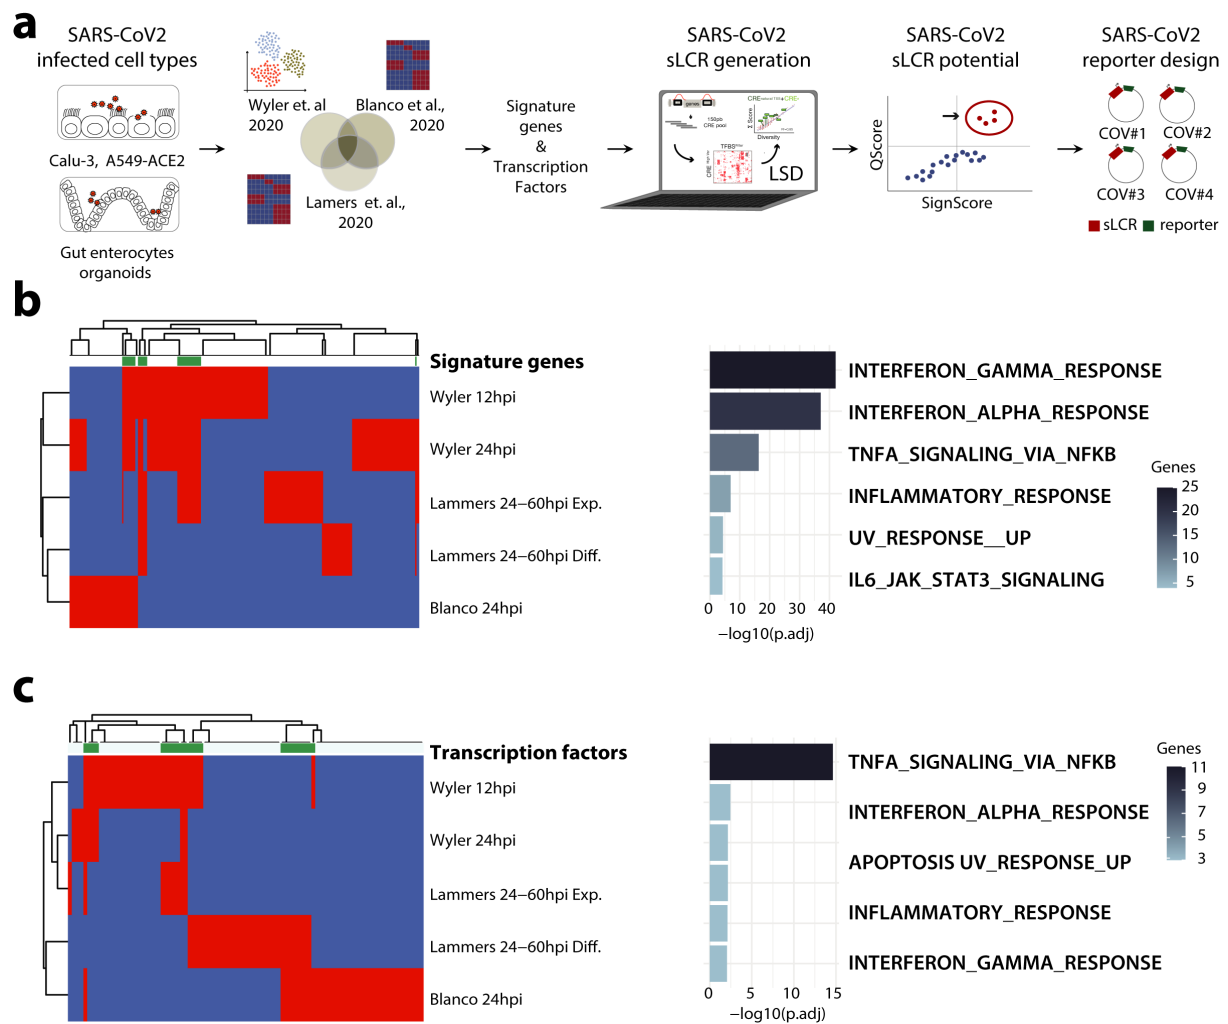 a
SARS-CoV2
infected cell types
Calu-3, A549-ACE2
Gut enterocytes
organoids
Wyler et. al
2020
Blanco et al.,
2020
Lamers et. al.,
2020
Signature
genes
&
Transcription
Factors
SARS-CoV2
sLCR generation
genes
150pb
CRE pool
CRE
TFBS
Σ Score
Diversity
CRE
LSD
SARS-CoV2
sLCR potential
QScore
SignScore
SARS-CoV2
reporter design
COV#1
COV#2
COV#3
COV#4
sLCR
reporter
b
Signature genes
Wyler 12hpi
Wyler 24hpi
Lammers 24−60hpi Exp.
Lammers 24−60hpi Diff.
Blanco 24hpi
INTERFERON_GAMMA_RESPONSE
INTERFERON_ALPHA_RESPONSE
TNFA_SIGNALING_VIA_NFKB
INFLAMMATORY_RESPONSE
UV_RESPONSE__UP
IL6_JAK_STAT3_SIGNALING
0 10 20 30 40
−log10(p.adj)
Genes
25
20
15
10
5
c
Transcription factors
Wyler 12hpi
Wyler 24hpi
Lammers 24−60hpi Exp.
Lammers 24−60hpi Diff.
Blanco 24hpi
TNFA_SIGNALING_VIA_NFKB
INTERFERON_ALPHA_RESPONSE
APOPTOSIS UV_RESPONSE_UP
INFLAMMATORY_RESPONSE
INTERFERON_GAMMA_RESPONSE
0 5 10 15
−log10(p.adj)
Genes
11
9
7
5
3